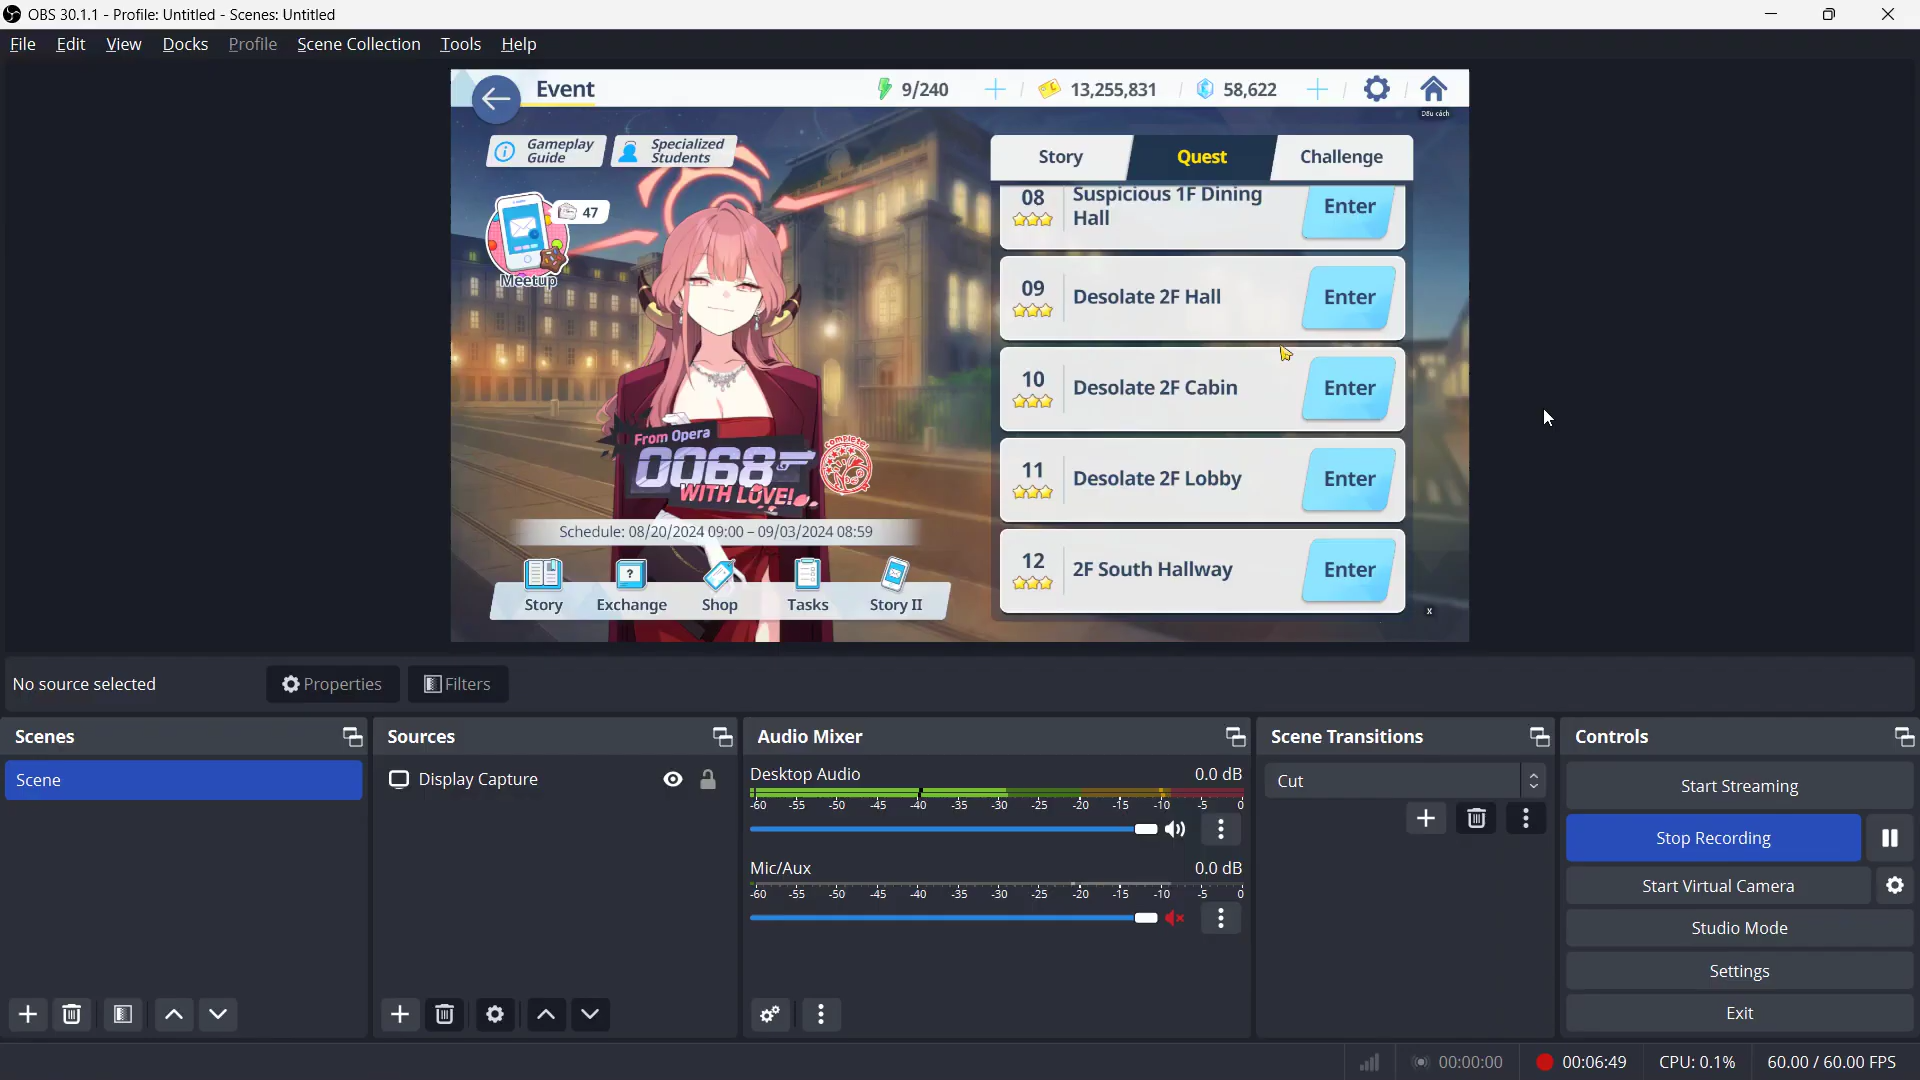 OBS 30.1.1 - Profile: Untitled - Scenes: Untitled
File Edit View Docks Profile Scene Collection Tools Help
Event 9/240 13,255,831 58,622
Dấu cách
Gameplay Guide
Specialized Students
47
Meetup
Story Quest Challenge
08 Suspicious 1F Dining Hall Enter
09 Desolate 2F Hall Enter
10 Desolate 2F Cabin Enter
11 Desolate 2F Lobby Enter
12 2F South Hallway Enter
X
From Opera
0068
WITH LOVE!
COMPLETE!
Schedule: 08/20/2024 09:00 – 09/03/2024 08:59
Story Exchange Shop Tasks Story II
No source selected Properties Filters
Scenes
Scene
Sources
Display Capture
Audio Mixer
Desktop Audio 0.0 dB
-60 -55 -50 -45 -40 -35 -30 -25 -20 -15 -10 -5 0
Mic/Aux 0.0 dB
-60 -55 -50 -45 -40 -35 -30 -25 -20 -15 -10 -5 0
Scene Transitions
Cut
Controls
Start Streaming
Stop Recording
Start Virtual Camera
Studio Mode
Settings
Exit
00:00:00 00:06:49 CPU: 0.1% 60.00 / 60.00 FPS